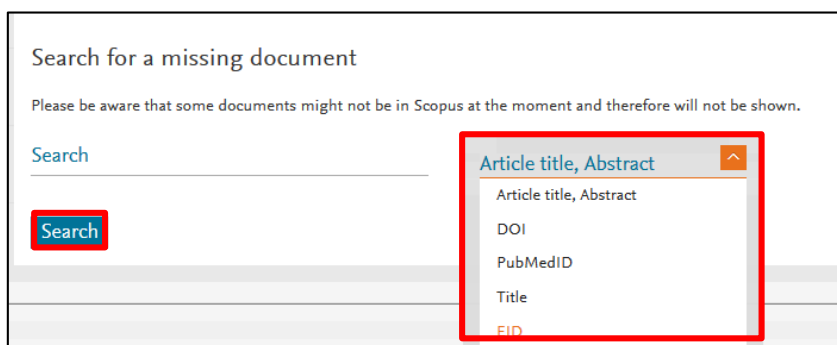 Search for a missing document
Please be aware that some documents might not be in Scopus at the moment and therefore will not be shown.
Search
Article title, Abstract
Article title, Abstract
DOI
PubMedID
Title
EID
Search